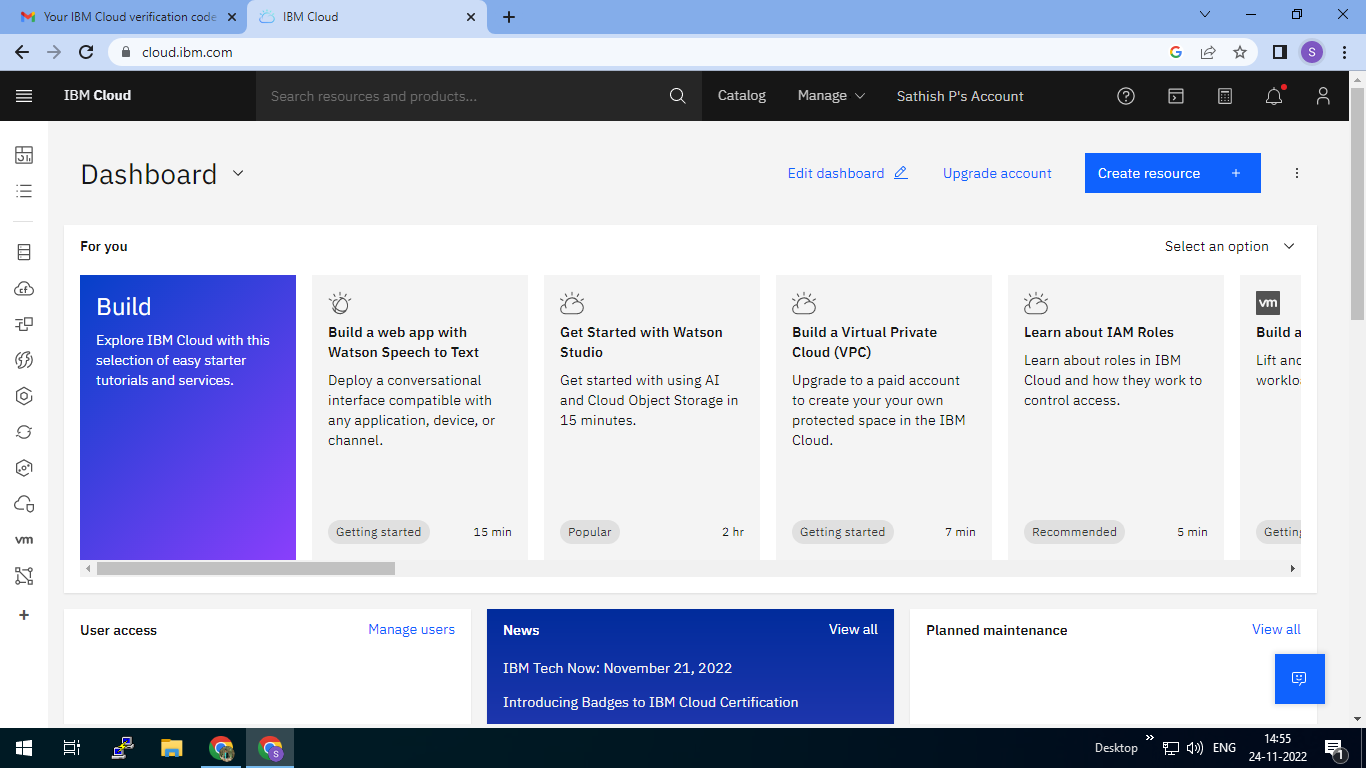 Your IBM Cloud verification code
IBM Cloud
cloud.ibm.com
S
IBM Cloud
Search resources and products...
Catalog
Manage
Sathish P's Account
Dashboard
Edit dashboard
Upgrade account
Create resource +
For you
Select an option
Build
Explore IBM Cloud with this
selection of easy starter
tutorials and services.
Build a web app with
Watson Speech to Text
Deploy a conversational
interface compatible with
any application, device, or
channel.
Getting started
15 min
Get Started with Watson
Studio
Get started with using AI
and Cloud Object Storage in
15 minutes.
Popular
2 hr
Build a Virtual Private
Cloud (VPC)
Upgrade to a paid account
to create your your own
protected space in the IBM
Cloud.
Getting started
7 min
Learn about IAM Roles
Learn about roles in IBM
Cloud and how they work to
control access.
Recommended
5 min
vm
Build a
Lift and
worklo
Getting
cf
vm
User access
Manage users
News
View all
IBM Tech Now: November 21, 2022
Introducing Badges to IBM Cloud Certification
Planned maintenance
View all
S
Desktop
ENG
14:55
24-11-2022
1